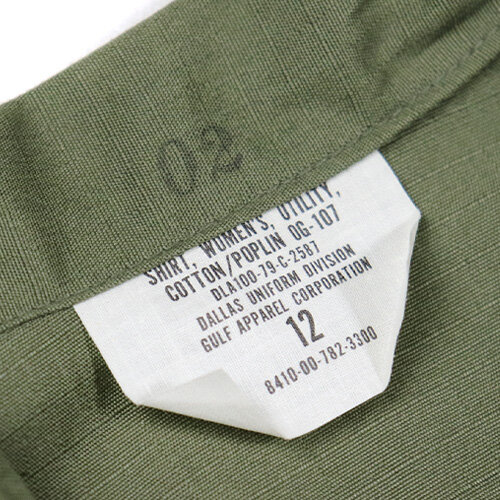 02
SHIRT, WOMEN'S, UTILITY,
COTTON/POPLIN OG-107
DLA100-79-C-2587
DALLAS UNIFORM DIVISION
GULF APPAREL CORPORATION
12
8410-00-782-3300